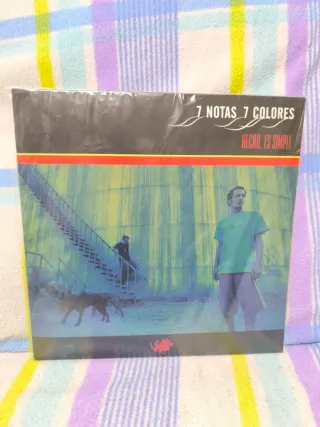 7 NOTAS 7 COLORES
HECHO, ES SIMPLE